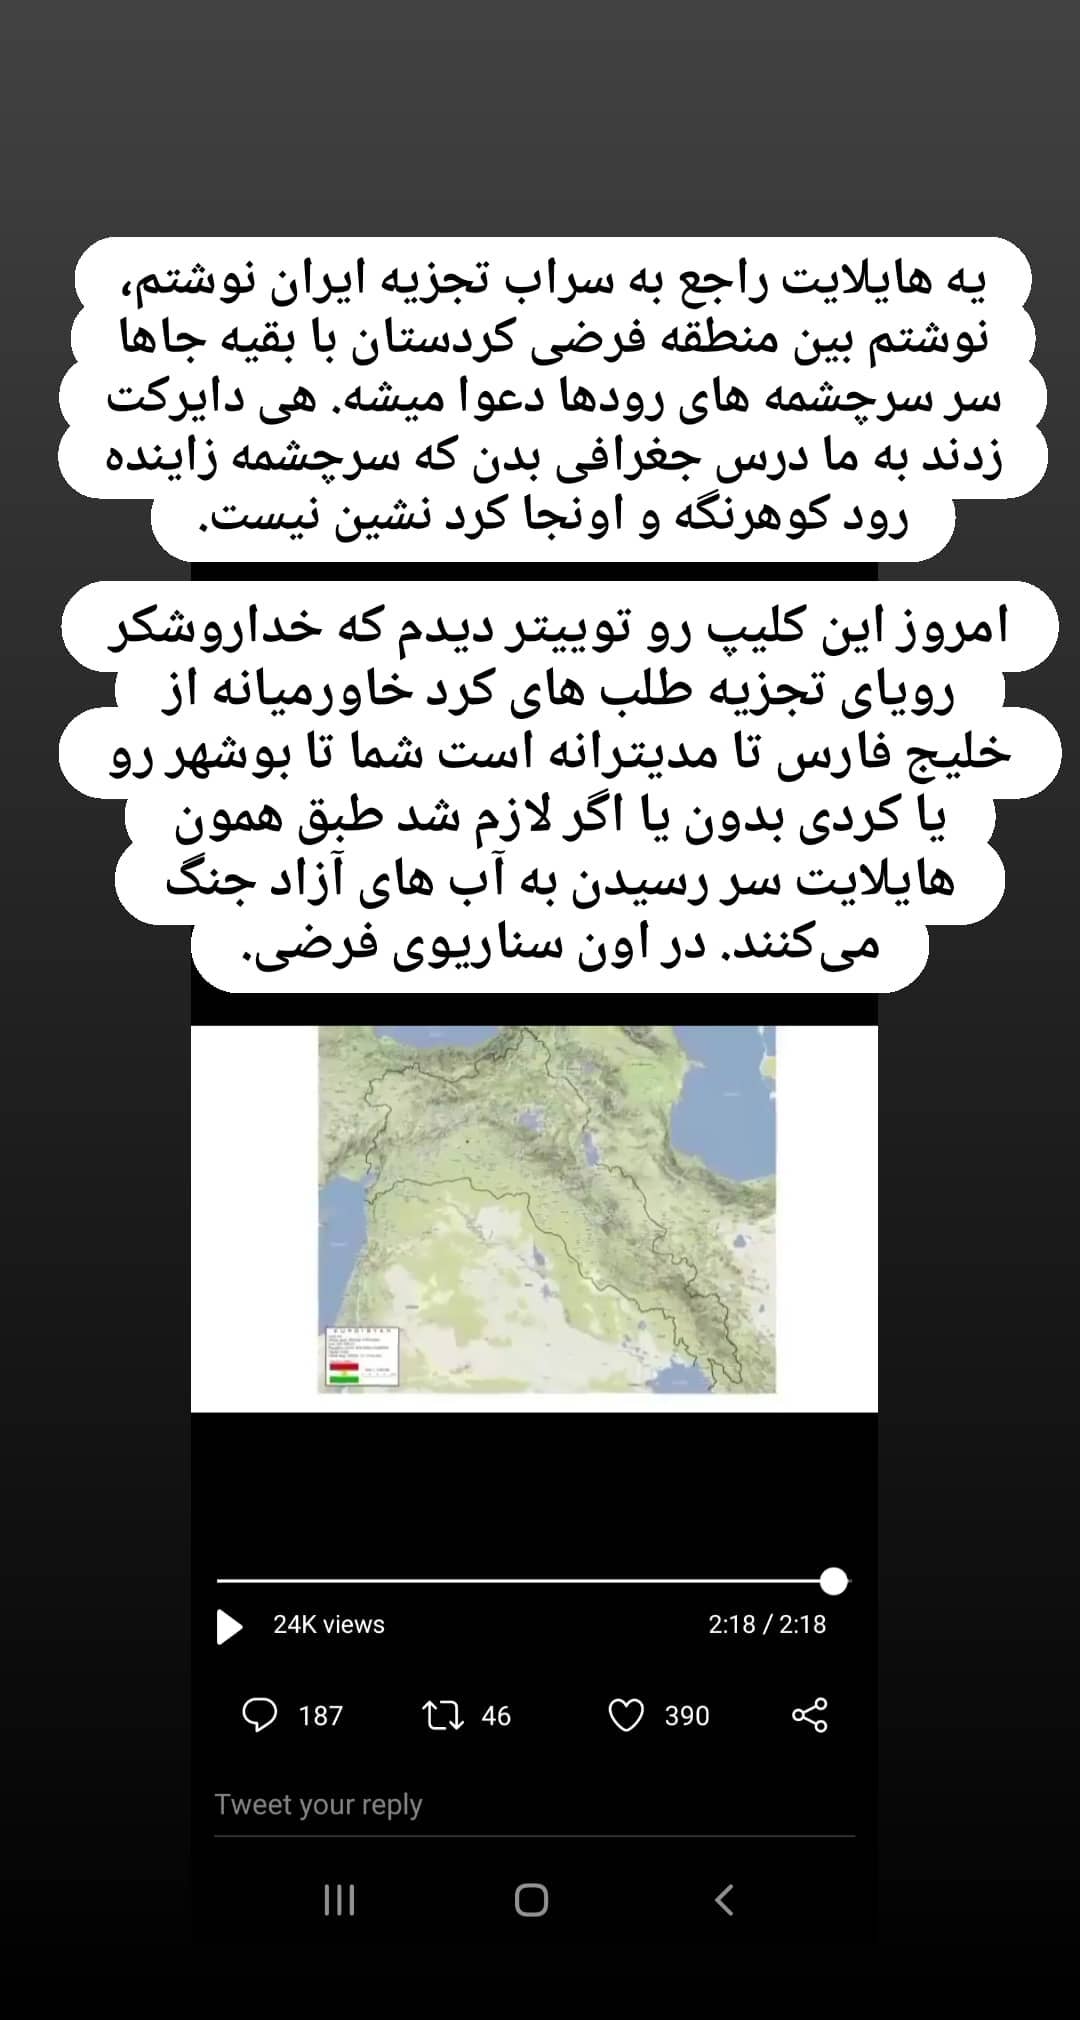 یه هایلایت راجع به سراب تجزیه ایران نوشتم،
نوشتم بین منطقه فرضی کردستان با بقیه جاها
سر سرچشمه های رودها دعوا میشه. هی دایرکت
زدند به ما درس جغرافی بدن که سرچشمه زاینده
رود کوهرنگه و اونجا کرد نشین نیست.
امروز این کلیپ رو توییتر دیدم که خداروشکر
رویای تجزیه طلب های کرد خاورمیانه از
خلیج فارس تا مدیترانه است شما تا بوشهر رو
یا کردی بدون یا اگر لازم شد طبق همون
هایلایت سر رسیدن به آب های آزاد جنگ
می‌کنند. در اون سناریوی فرضی.
KURDISTAN
24K views
2:18 / 2:18
187
46
390
Tweet your reply